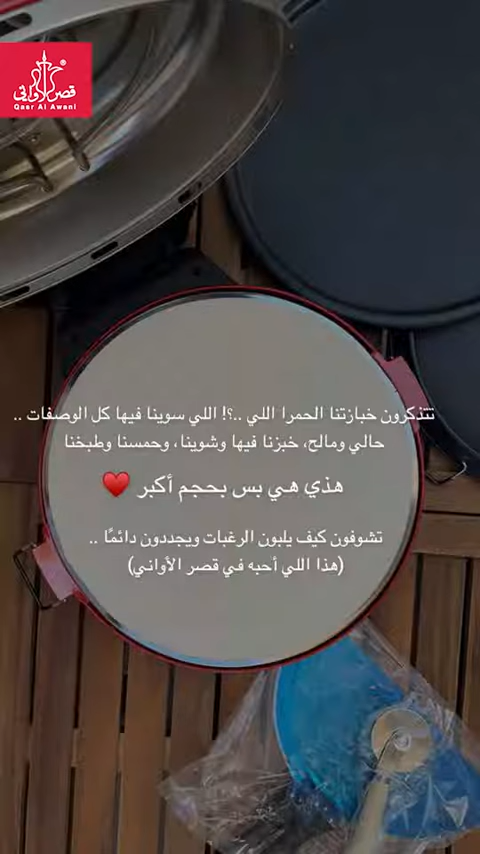 قصر الأواني
Qasr Al Awani
تتذكرون خبازتنا الحمرا اللي ..؟! اللي سوينا فيها كل الوصفات ..
حالي ومالح، خبزنا فيها وشوينا، وحمسنا وطبخنا
هذي هي بس بحجم أكبر ♥️
تشوفون كيف يلبون الرغبات ويجددون دائمًا ..
(هذا اللي أحبه في قصر الأواني)